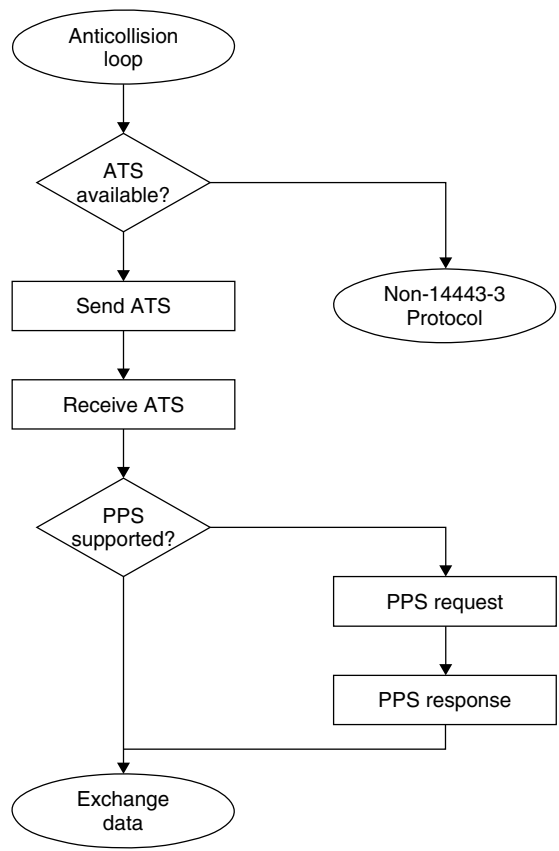 Anticollision
loop
ATS
available?
Send ATS
Non-14443-3
Protocol
Receive ATS
PPS
supported?
PPS request
PPS response
Exchange
data